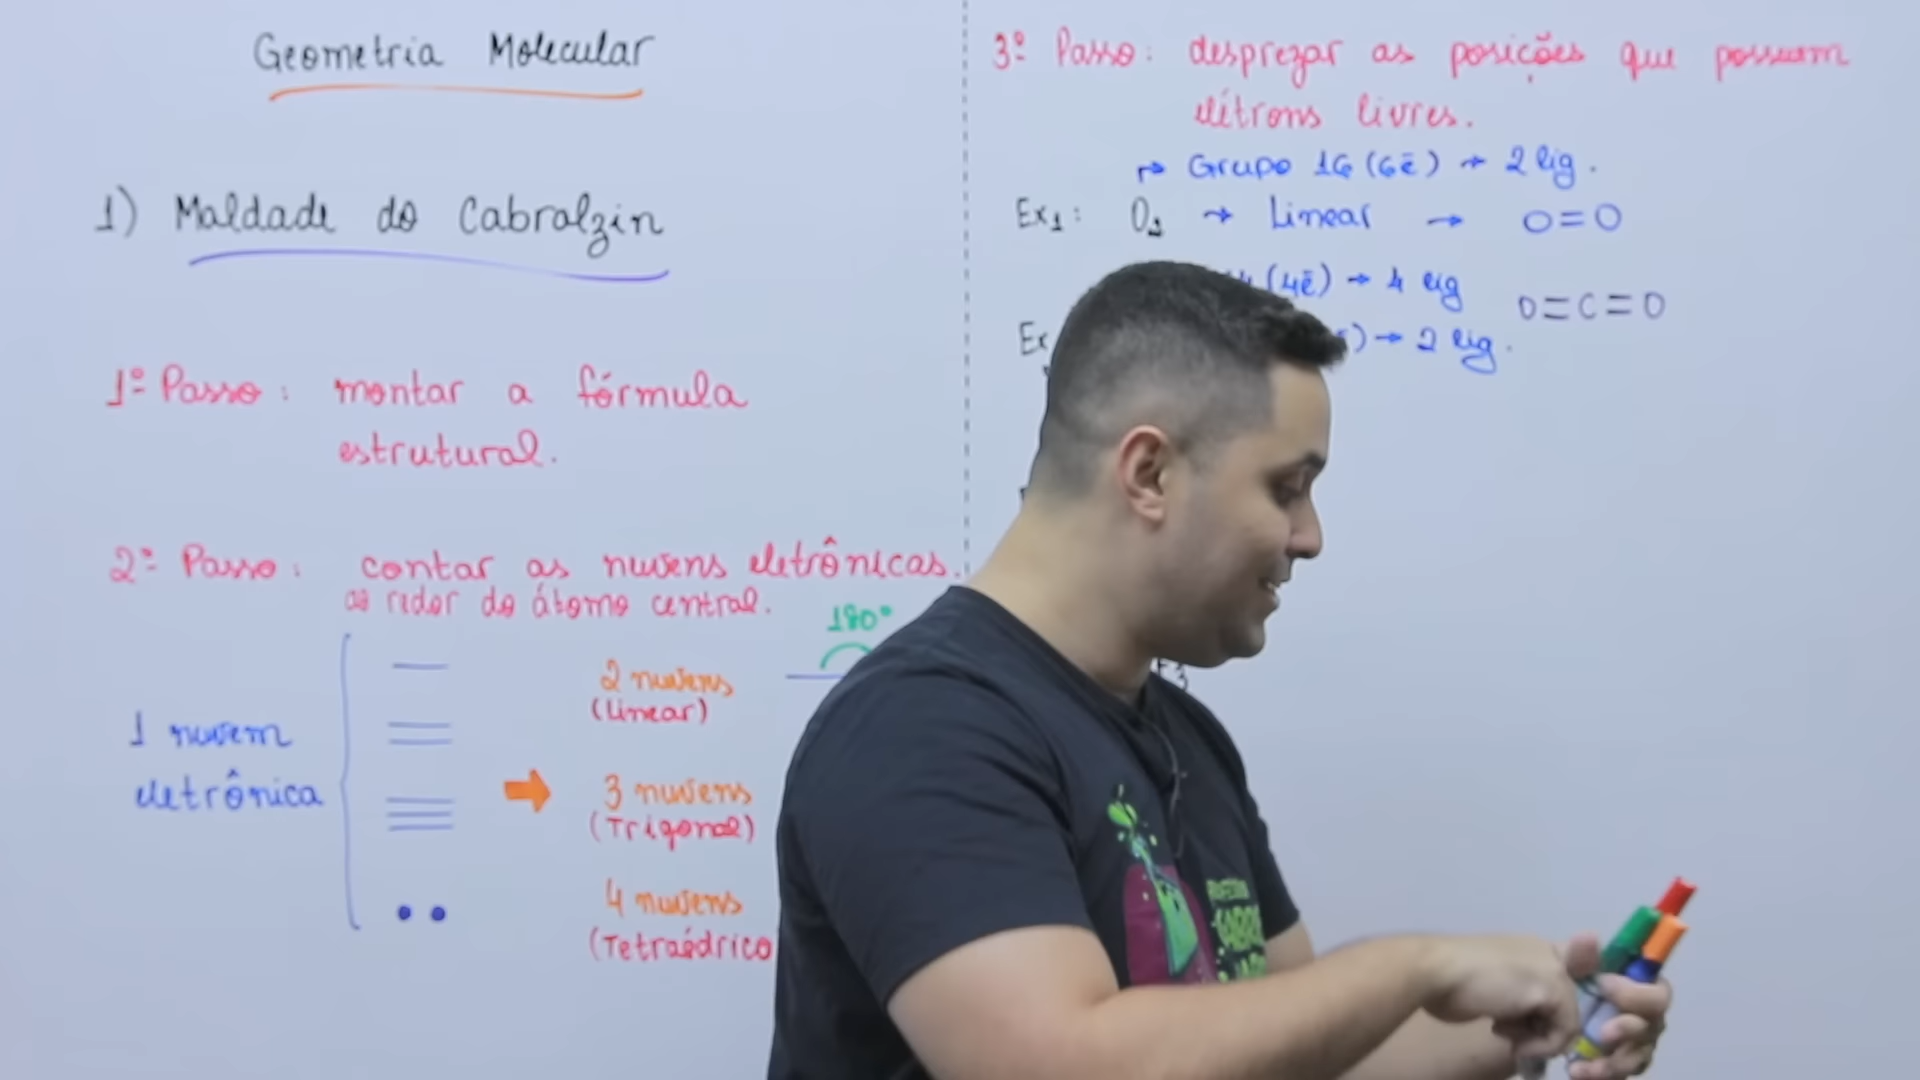 Geometria Molecular
1) Maldade do Cabralzin
1º Passo: montar a fórmula
estrutural.
2º Passo: contar as nuvens eletrônicas.
ao redor do átomo central.
1 nuvem
eletrônica
2 nuvens
(Linear)
180°
3 nuvens
(Trigonal)
4 nuvens
(Tetraédrico
3º Passo: desprezar as posições que possuam
elétrons livres.
↱ Grupo 16 (6ē) → 2 lig.
Ex1: O2 → Linear → O=O
(4ē) → 4 lig
O=C=O
Ex
) → 2 lig.